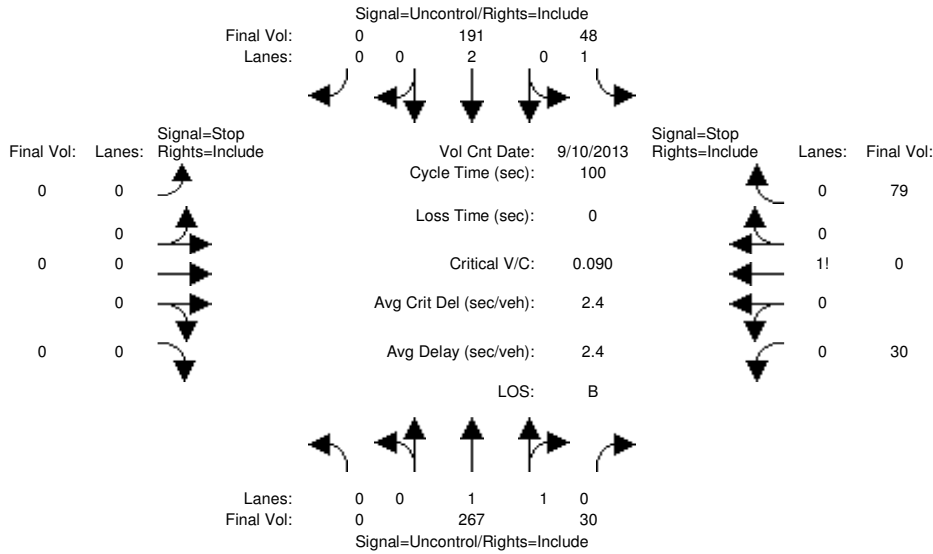 Signal=Uncontrol/Rights=Include
Final Vol: 0 191 48
Lanes: 0 0 2 0 1
Signal=Stop
Final Vol: Lanes: Rights=Include
Vol Cnt Date: 9/10/2013
Signal=Stop
Rights=Include Lanes: Final Vol:
Cycle Time (sec): 100
0 0
0 79
Loss Time (sec): 0
0
0
0 0
Critical V/C: 0.090
1! 0
0
Avg Crit Del (sec/veh): 2.4
0
0 0
Avg Delay (sec/veh): 2.4
0 30
LOS: B
Lanes: 0 0 1 1 0
Final Vol: 0 267 30
Signal=Uncontrol/Rights=Include